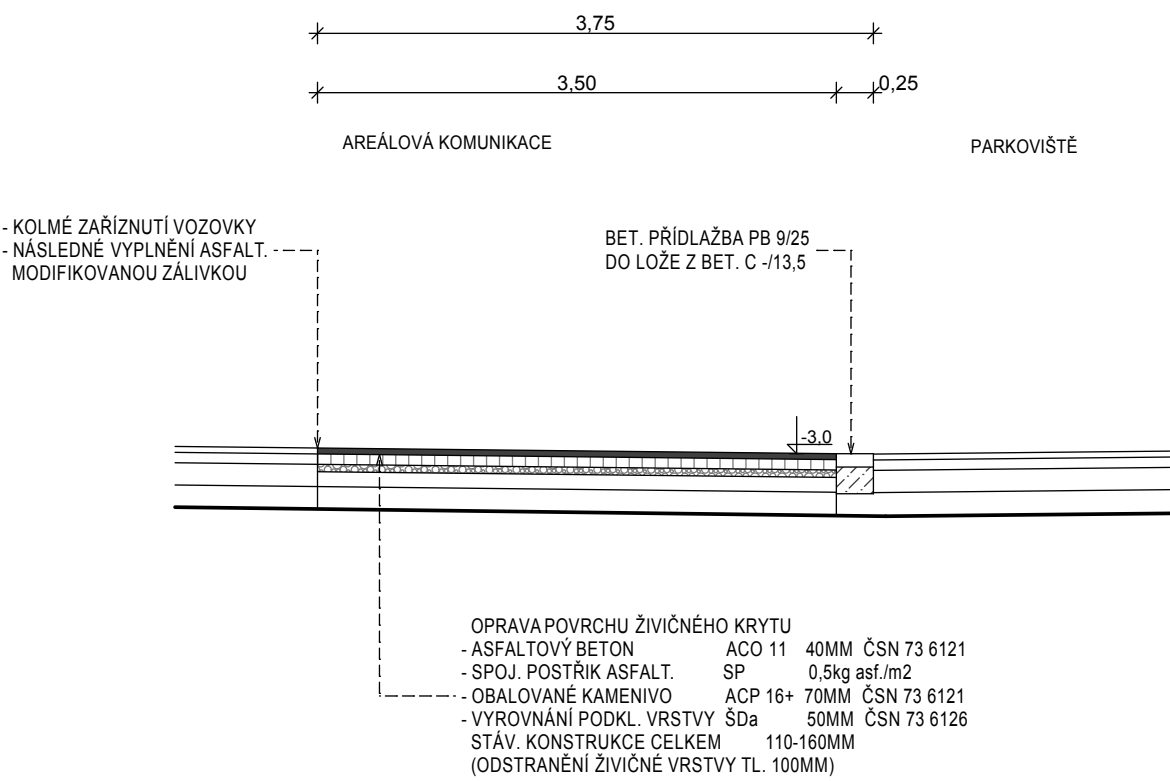 3,75
3,50
0,25
AREÁLOVÁ KOMUNIKACE
PARKOVIŠTĚ
- KOLMÉ ZAŘÍZNUTÍ VOZOVKY
- NÁSLEDNÉ VYPLNĚNÍ ASFALT.
MODIFIKOVANOU ZÁLIVKOU
BET. PŘÍDLAŽBA PB 9/25
DO LOŽE Z BET. C -/13,5
-3,0
OPRAVA POVRCHU ŽIVIČNÉHO KRYTU
- ASFALTOVÝ BETON ACO 11 40MM ČSN 73 6121
- SPOJ. POSTŘIK ASFALT. SP 0,5kg asf./m2
- OBALOVANÉ KAMENIVO ACP 16+ 70MM ČSN 73 6121
- VYROVNÁNÍ PODKL. VRSTVY ŠDa 50MM ČSN 73 6126
STÁV. KONSTRUKCE CELKEM 110-160MM
(ODSTRANĚNÍ ŽIVIČNÉ VRSTVY TL. 100MM)